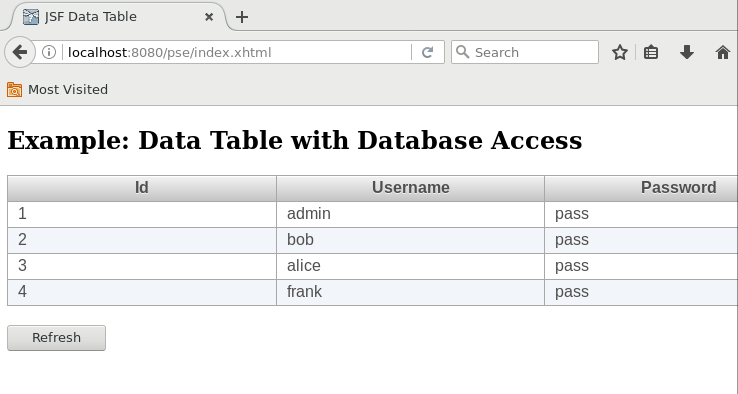 JSF Data Table
localhost:8080/pse/index.xhtml
Search
Most Visited
Example: Data Table with Database Access
Id Username Password
1 admin pass
2 bob pass
3 alice pass
4 frank pass
Refresh